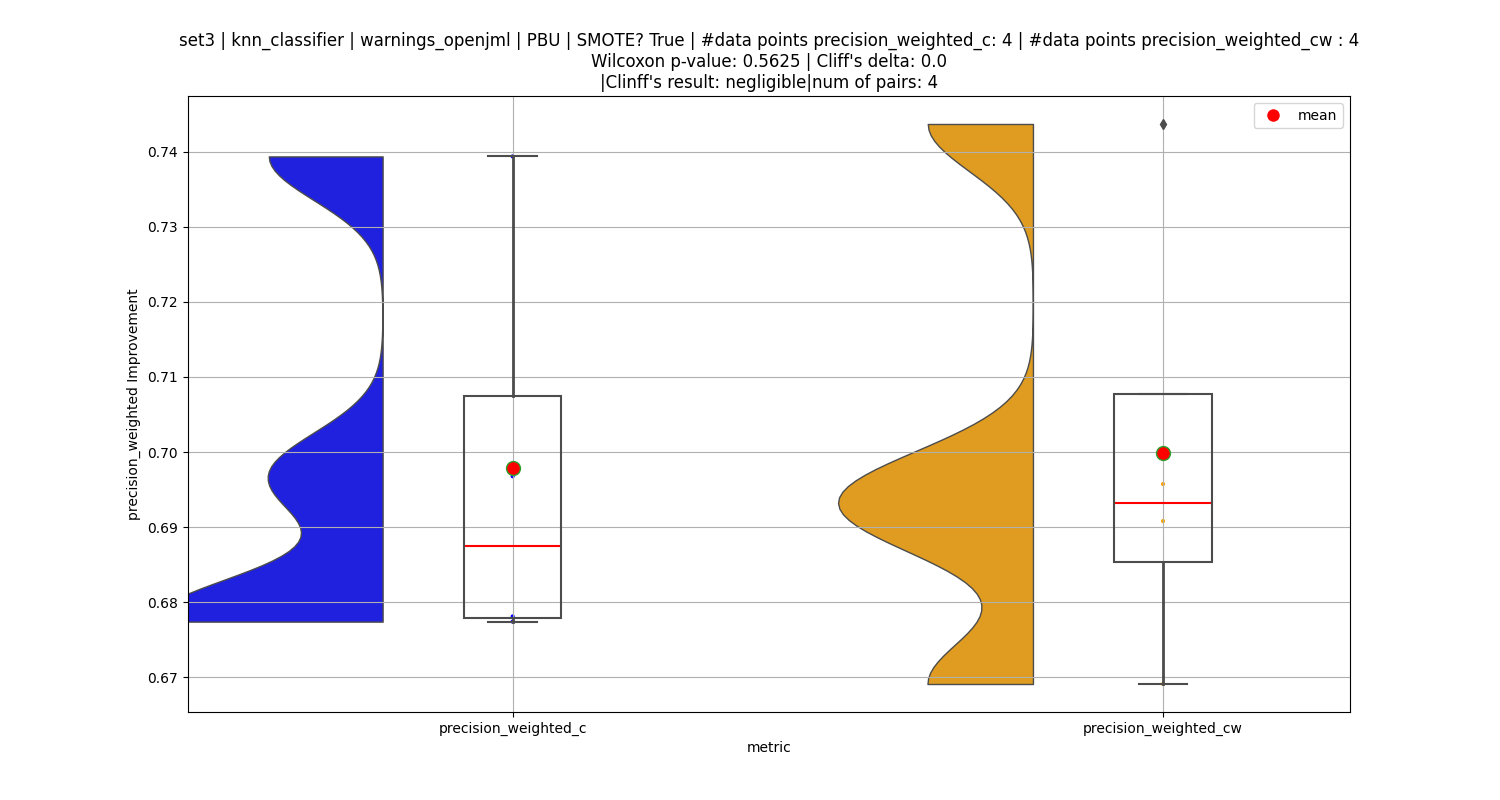 set3 | knn_classifier | warnings_openjml | PBU | SMOTE? True | #data points precision_weighted_c: 4 | #data points precision_weighted_cw : 4
Wilcoxon p-value: 0.5625 | Cliff's delta: 0.0
|Clinff's result: negligible|num of pairs: 4
mean
0.74
0.73
0.72
0.71
0.70
0.69
0.68
0.67
precision_weighted Improvement
precision_weighted_c
precision_weighted_cw
metric